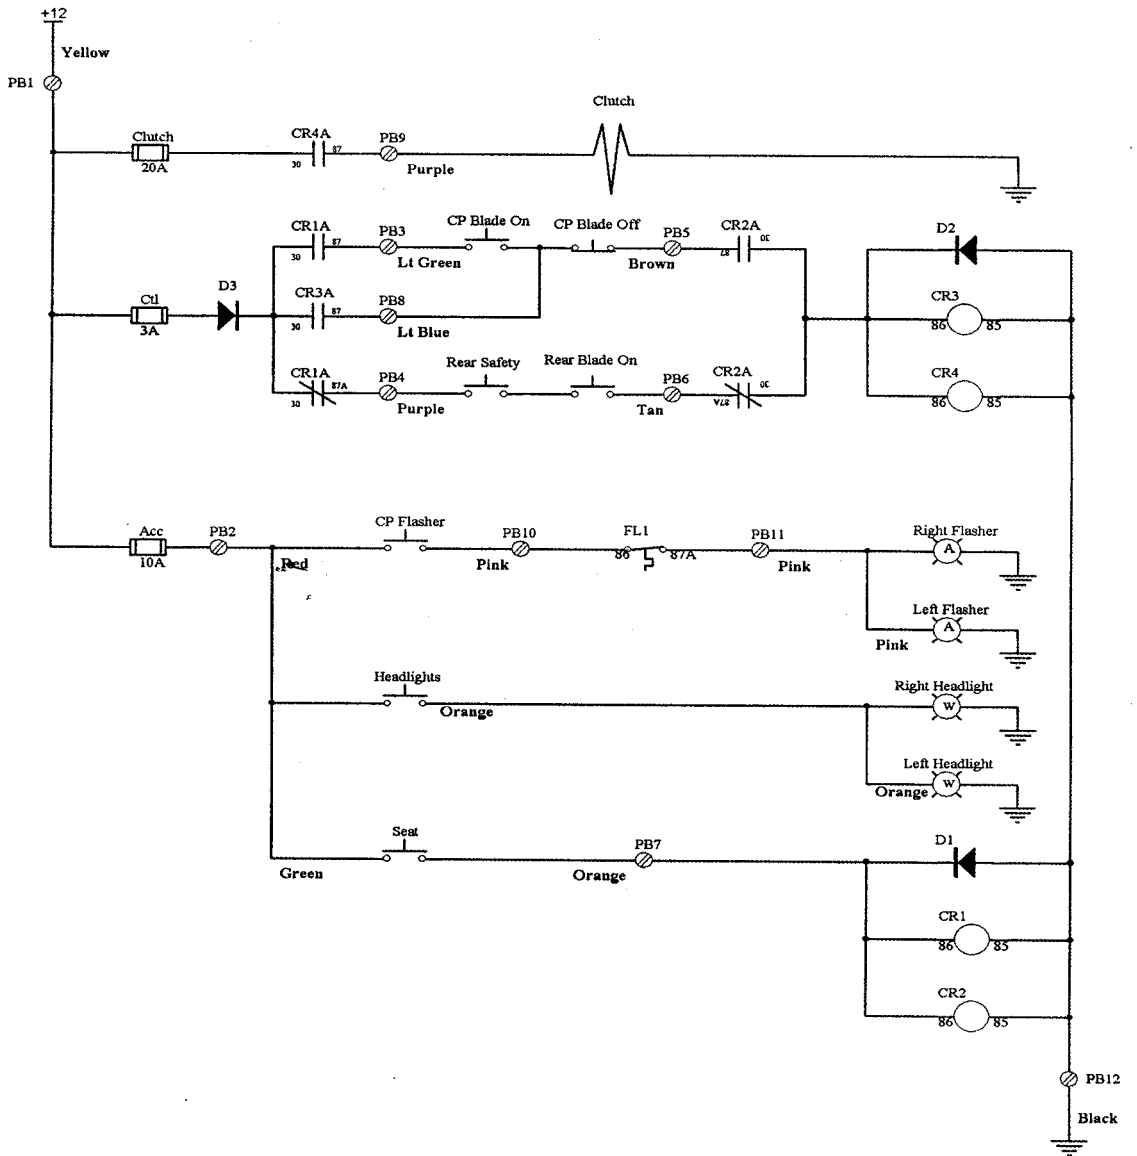 +12
Yellow
PB1
Clutch
Clutch
CR4A
PB9
30
87
20A
Purple
CR1A
PB3
CP Blade On
CP Blade Off
PB5
CR2A
D2
30
87
Lt Green
Brown
87
30
Ctl
D3
CR3A
PB8
CR3
3A
30
87
Lt Blue
86
85
CR1A
PB4
Rear Safety
Rear Blade On
PB6
CR2A
CR4
30
87A
Purple
Tan
87A
30
86
85
Acc
PB2
CP Flasher
PB10
FL1
PB11
Right Flasher
A
10A
Red
Pink
86
87A
Pink
Left Flasher
A
Pink
Headlights
Right Headlight
W
Orange
Left Headlight
W
Orange
Seat
PB7
D1
Green
Orange
CR1
86
85
CR2
86
85
PB12
Black